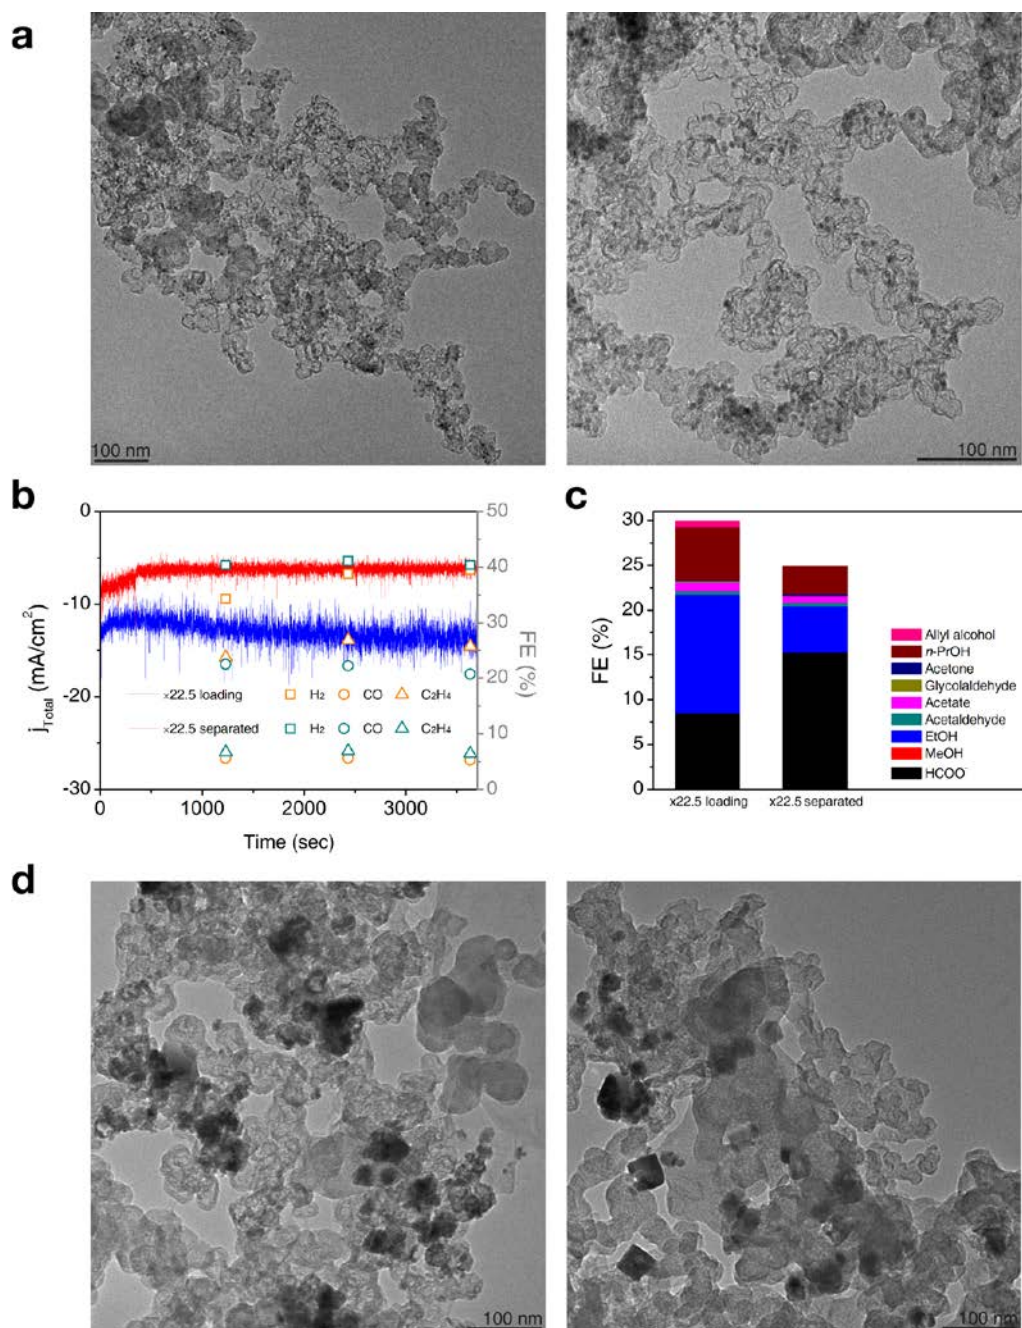 a
100 nm
100 nm
b
0
-10
-20
-30
j_Total (mA/cm²)
50
40
30
20
10
0
FE (%)
×22.5 loading
H₂
CO
C₂H₄
×22.5 separated
H₂
CO
C₂H₄
0
1000
2000
3000
Time (sec)
c
30
25
20
15
10
5
0
FE (%)
Allyl alcohol
n-PrOH
Acetone
Glycolaldehyde
Acetate
Acetaldehyde
EtOH
MeOH
HCOO⁻
x22.5 loading
x22.5 separated
d
100 nm
100 nm